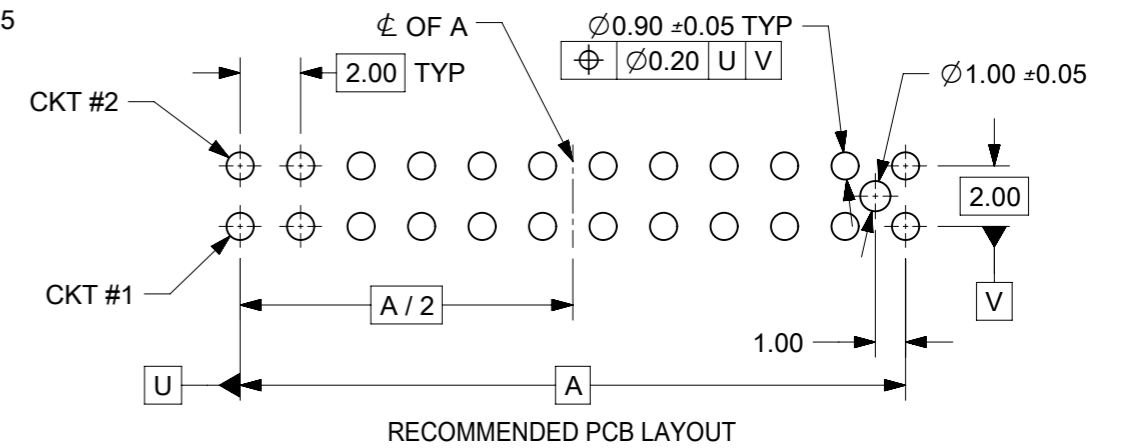 5
℄ OF A
∅0.90 ±0.05 TYP
⌖ ∅0.20 U V
2.00 TYP
∅1.00 ±0.05
CKT #2
2.00
CKT #1
A / 2
V
1.00
U
A
RECOMMENDED PCB LAYOUT